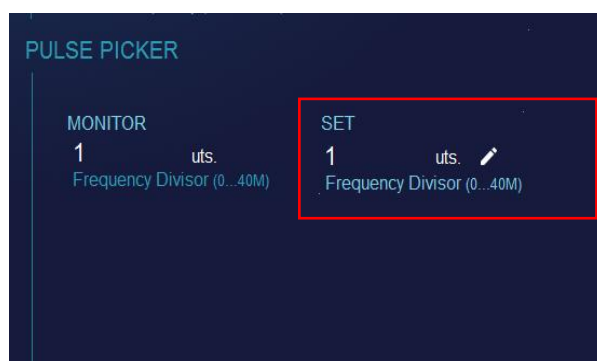 PULSE PICKER
MONITOR
1 uts.
Frequency Divisor (0...40M)
SET
1 uts.
Frequency Divisor (0...40M)